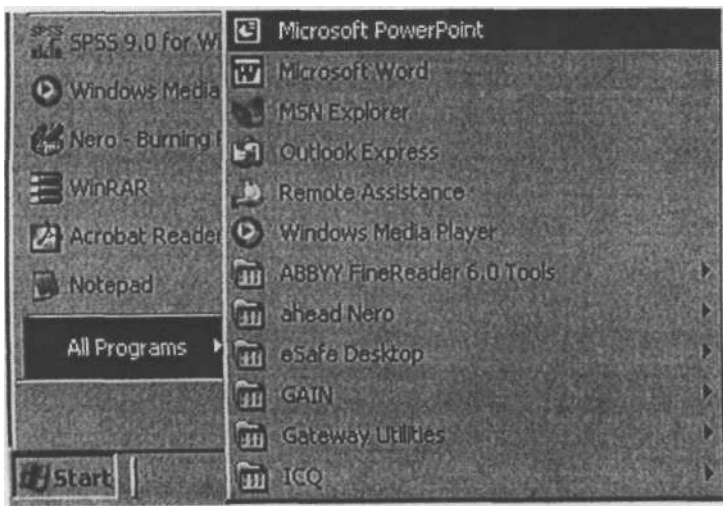 SPSS 9.0 for Wi
Windows Media
Nero - Burning
WinRAR
Acrobat Reader
Notepad
All Programs
Start
Microsoft PowerPoint
Microsoft Word
MSN Explorer
Outlook Express
Remote Assistance
Windows Media Player
ABBYY FineReader 6.0 Tools
ahead Nero
eSafe Desktop
GAIN
Gateway Utilities
ICQ